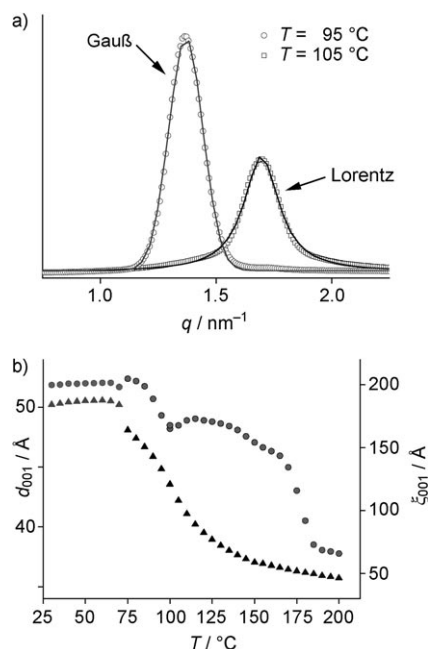 a)
Gauß
T = 95 °C
T = 105 °C
Lorentz
1.0 1.5 2.0
q / nm⁻¹
b)
50
40
d₀₀₁ / Å
200
150
100
50
ξ₀₀₁ / Å
25 50 75 100 125 150 175 200
T / °C